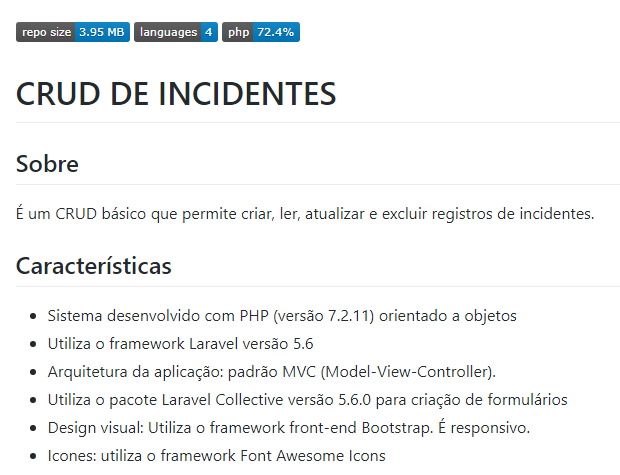 repo size 3.95 MB languages 4 php 72.4%
CRUD DE INCIDENTES
Sobre
É um CRUD básico que permite criar, ler, atualizar e excluir registros de incidentes.
Características
Sistema desenvolvido com PHP (versão 7.2.11) orientado a objetos
Utiliza o framework Laravel versão 5.6
Arquitetura da aplicação: padrão MVC (Model-View-Controller).
Utiliza o pacote Laravel Collective versão 5.6.0 para criação de formulários
Design visual: Utiliza o framework front-end Bootstrap. É responsivo.
Icones: utiliza o framework Font Awesome Icons